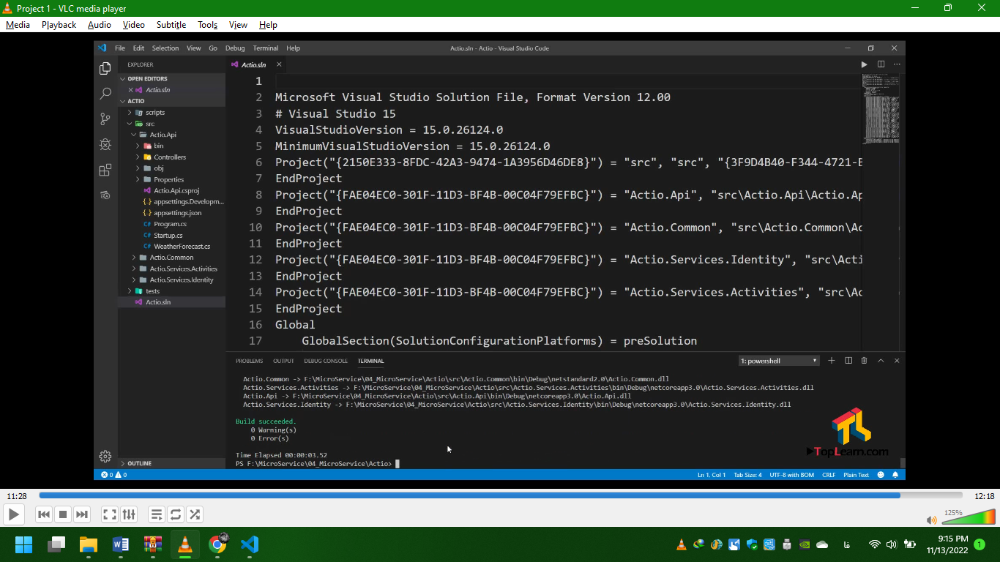 Project 1 - VLC media player
Media Playback Audio Video Subtitle Tools View Help
File Edit Selection View Go Debug Terminal Help
Actio.sln - Actio - Visual Studio Code
EXPLORER
OPEN EDITORS
Actio.sln
ACTIO
scripts
src
Actio.Api
bin
Controllers
obj
Properties
Actio.Api.csproj
appsettings.Developm...
appsettings.json
Program.cs
Startup.cs
WeatherForecast.cs
Actio.Common
Actio.Services.Activities
Actio.Services.Identity
tests
Actio.sln
OUTLINE
Actio.sln
1
2 Microsoft Visual Studio Solution File, Format Version 12.00
3 # Visual Studio 15
4 VisualStudioVersion = 15.0.26124.0
5 MinimumVisualStudioVersion = 15.0.26124.0
6 Project("{2150E333-8FDC-42A3-9474-1A3956D46DE8}") = "src", "src", "{3F9D4B40-F344-4721-E
7 EndProject
8 Project("{FAE04EC0-301F-11D3-BF4B-00C04F79EFBC}") = "Actio.Api", "src\Actio.Api\Actio.Ap
9 EndProject
10 Project("{FAE04EC0-301F-11D3-BF4B-00C04F79EFBC}") = "Actio.Common", "src\Actio.Common\Ac
11 EndProject
12 Project("{FAE04EC0-301F-11D3-BF4B-00C04F79EFBC}") = "Actio.Services.Identity", "src\Acti
13 EndProject
14 Project("{FAE04EC0-301F-11D3-BF4B-00C04F79EFBC}") = "Actio.Services.Activities", "src\Ac
15 EndProject
16 Global
17 GlobalSection(SolutionConfigurationPlatforms) = preSolution
PROBLEMS OUTPUT DEBUG CONSOLE TERMINAL
1: powershell
Actio.Common -> F:\MicroService\04_MicroService\Actio\src\Actio.Common\bin\Debug\netstandard2.0\Actio.Common.dll
Actio.Services.Activities -> F:\MicroService\04_MicroService\Actio\src\Actio.Services.Activities\bin\Debug\netcoreapp3.0\Actio.Services.Activities.dll
Actio.Api -> F:\MicroService\04_MicroService\Actio\src\Actio.Api\bin\Debug\netcoreapp3.0\Actio.Api.dll
Actio.Services.Identity -> F:\MicroService\04_MicroService\Actio\src\Actio.Services.Identity\bin\Debug\netcoreapp3.0\Actio.Services.Identity.dll
Build succeeded.
0 Warning(s)
0 Error(s)
Time Elapsed 00:00:03.52
PS F:\MicroService\04_MicroService\Actio>
TopLearn.com
0 0
Ln 1, Col 1 Tab Size: 4 UTF-8 with BOM CRLF Plain Text
11:28
12:18
125%
فا
9:15 PM
11/13/2022
1